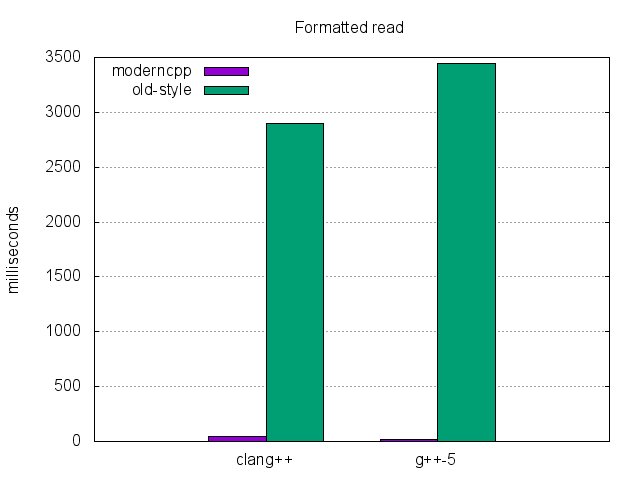 Formatted read
3500
moderncpp
old-style
3000
2500
2000
milliseconds
1500
1000
500
0
clang++
g++-5